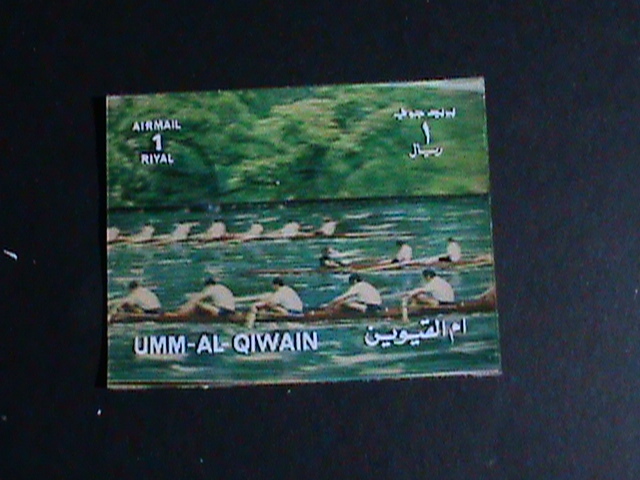 AIRMAIL
1
RIYAL
بريد جوي
١
ريال
UMM-AL QIWAIN
ام القيوين